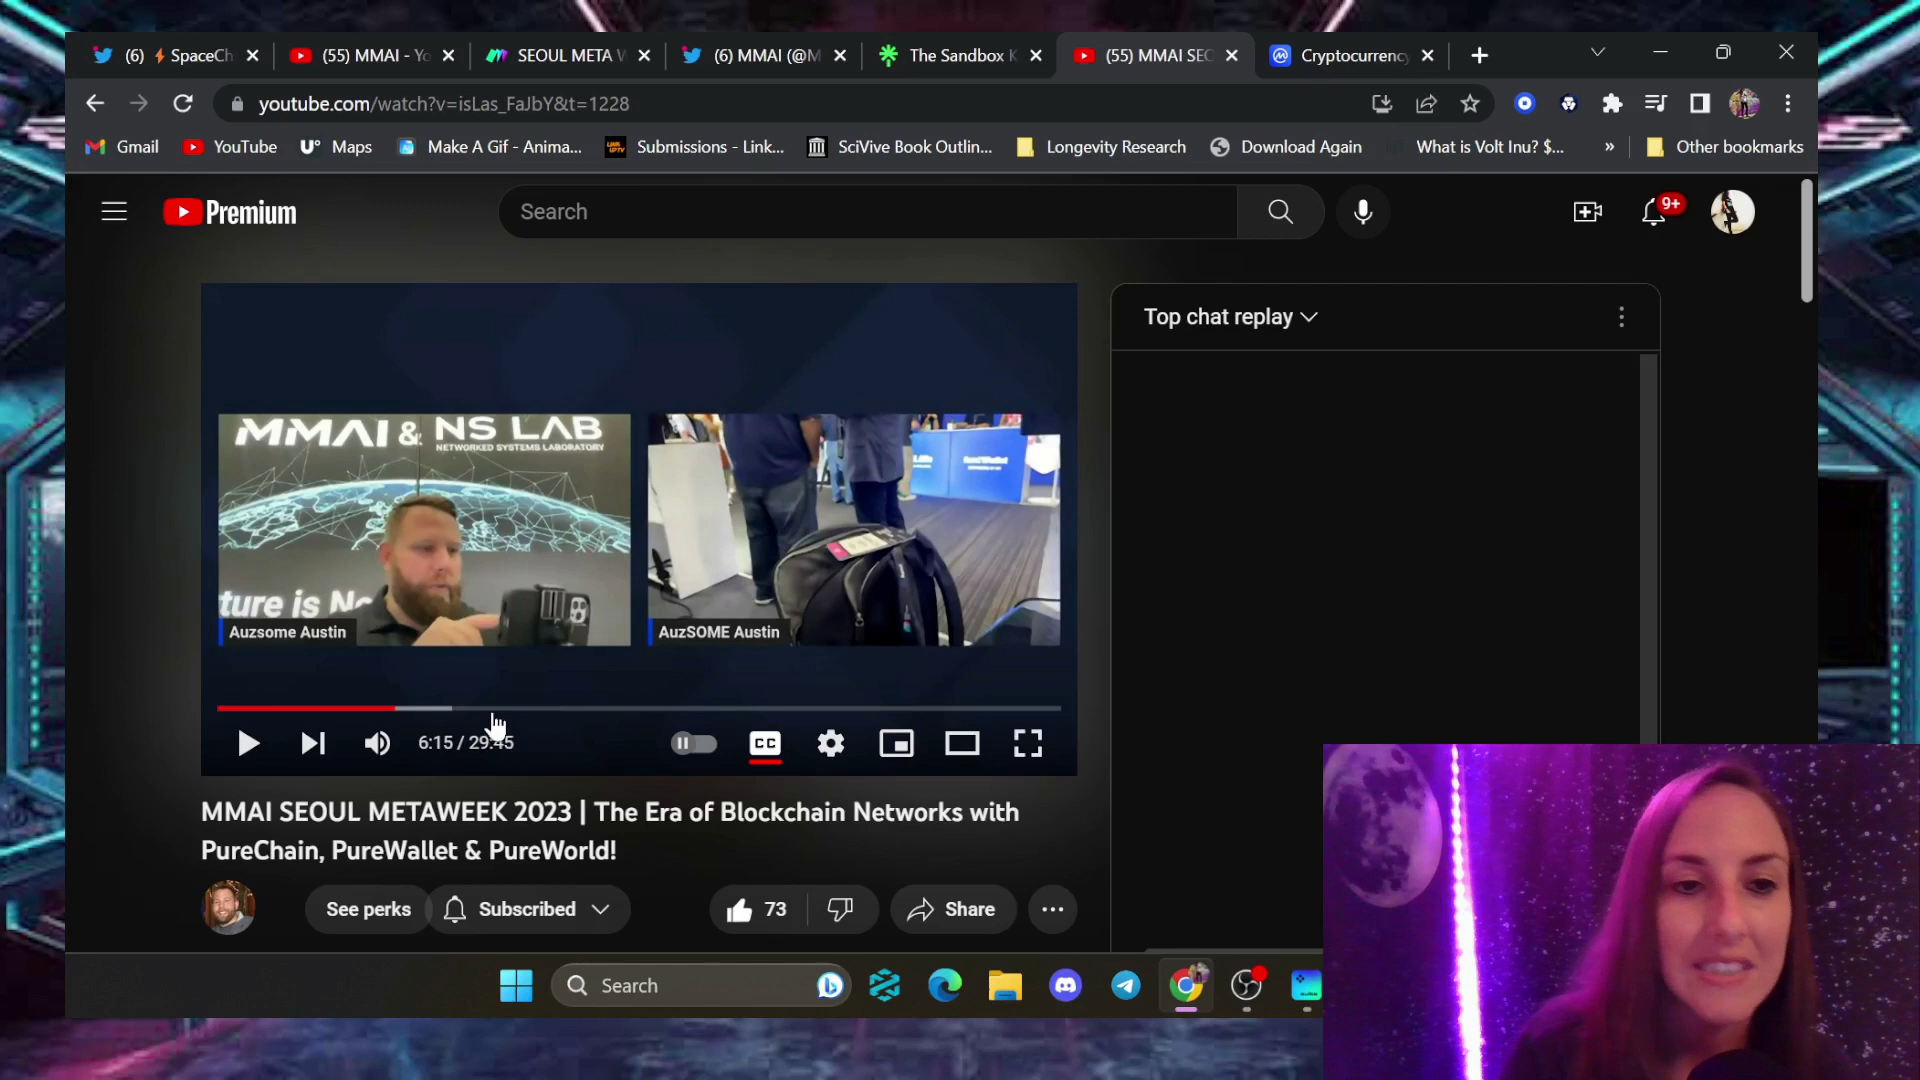 (6) SpaceCh
(55) MMAI - Yo
SEOUL META W
(6) MMAI (@M
The Sandbox K
(55) MMAI SEO
Cryptocurrency
youtube.com/watch?v=isLas_FaJbY&t=1228
Gmail
YouTube
Maps
Make A Gif - Anima...
Submissions - Link...
SciVive Book Outlin...
Longevity Research
Download Again
What is Volt Inu? $...
»
Other bookmarks
Premium
Search
9+
Top chat replay
MMAI & NS LAB
NETWORKED SYSTEMS LABORATORY
ture is No
Auzsome Austin
AuzSOME Austin
6:15 / 29:45
CC
MMAI SEOUL METAWEEK 2023 | The Era of Blockchain Networks with
PureChain, PureWallet & PureWorld!
See perks
Subscribed
73
Share
Search